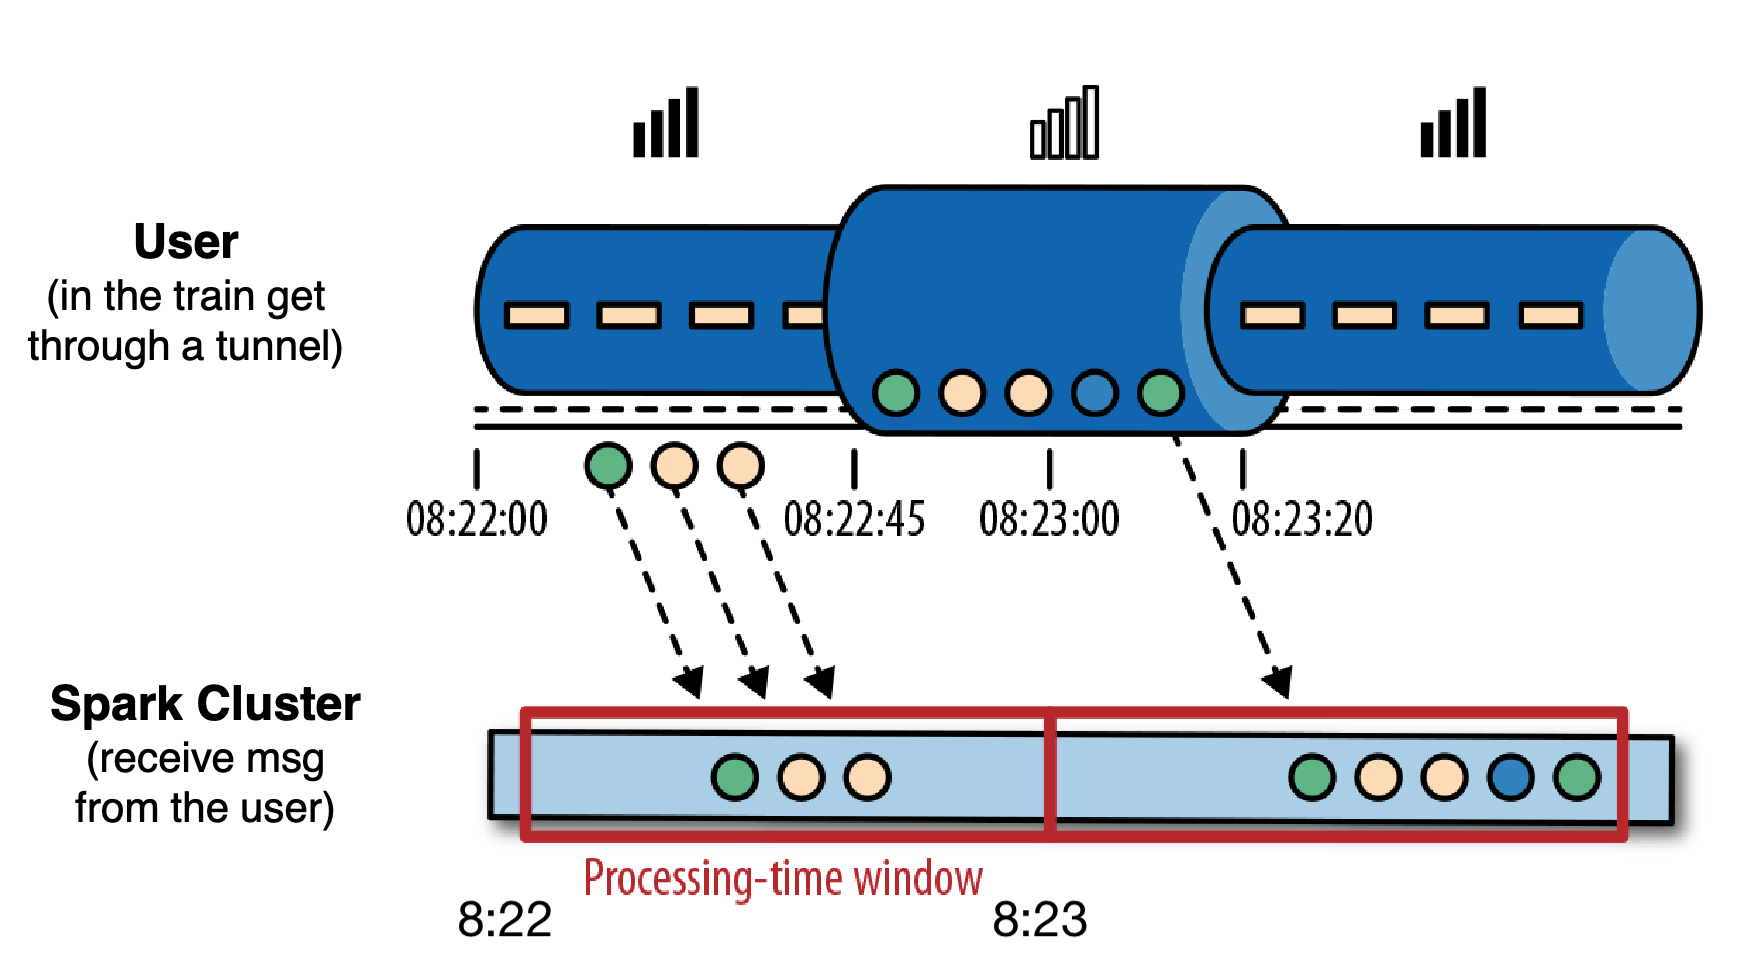 User
(in the train get
through a tunnel)
08:22:00
08:22:45
08:23:00
08:23:20
Spark Cluster
(receive msg
from the user)
Processing-time window
8:22
8:23